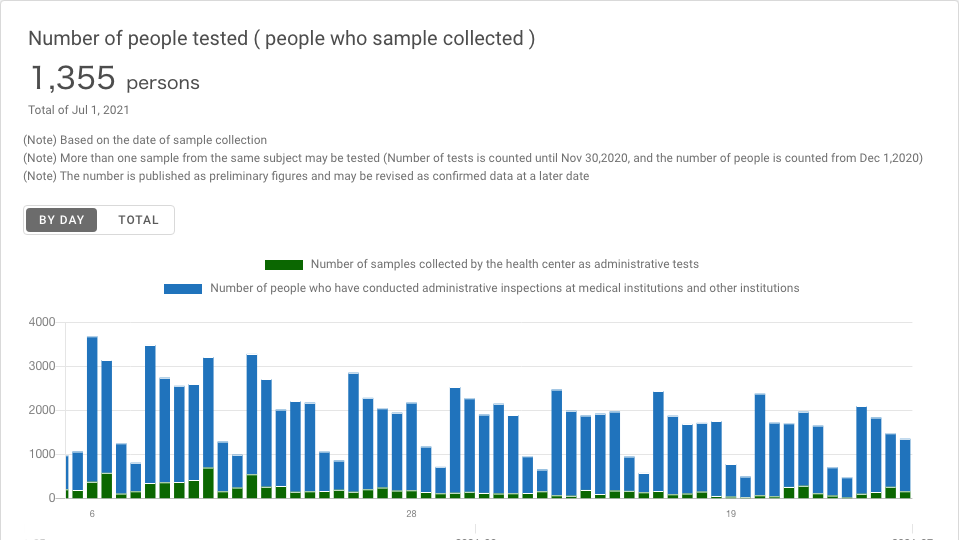 Number of people tested ( people who sample collected )
1,355 persons
Total of Jul 1, 2021
(Note) Based on the date of sample collection
(Note) More than one sample from the same subject may be tested (Number of tests is counted until Nov 30,2020, and the number of people is counted from Dec 1,2020)
(Note) The number is published as preliminary figures and may be revised as confirmed data at a later date
BY DAY TOTAL
Number of samples collected by the health center as administrative tests
Number of people who have conducted administrative inspections at medical institutions and other institutions
4000
3000
2000
1000
0
6 28 19